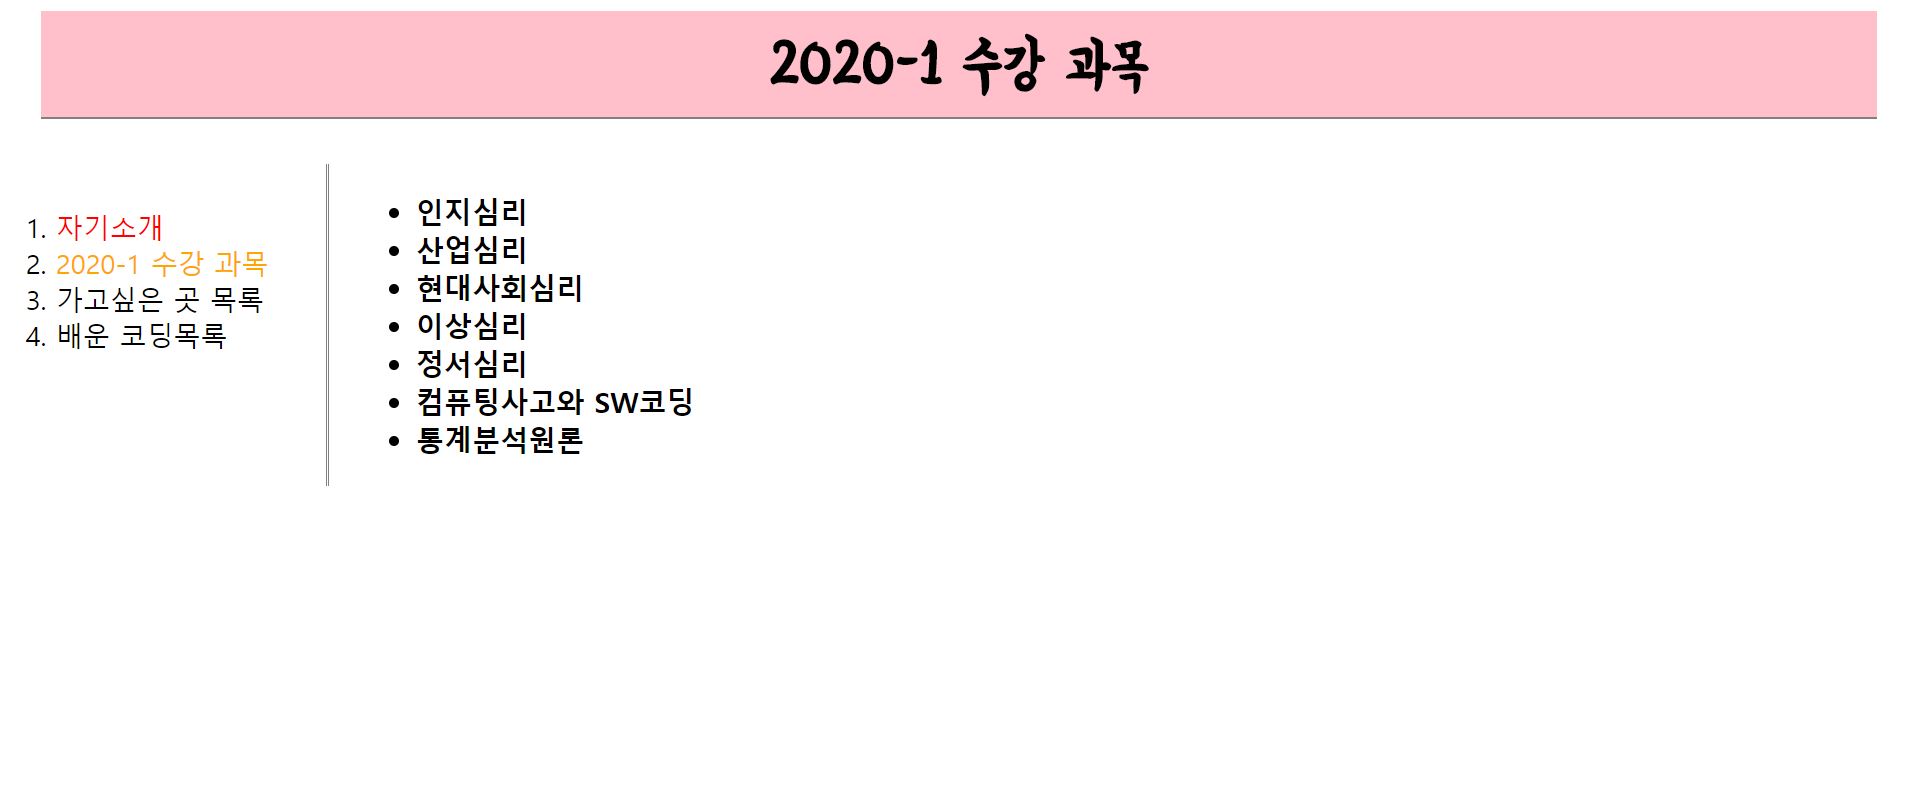 2020-1 수강 과목
1. 자기소개
2. 2020-1 수강 과목
3. 가고싶은 곳 목록
4. 배운 코딩목록
• 인지심리
• 산업심리
• 현대사회심리
• 이상심리
• 정서심리
• 컴퓨팅사고와 SW코딩
• 통계분석원론